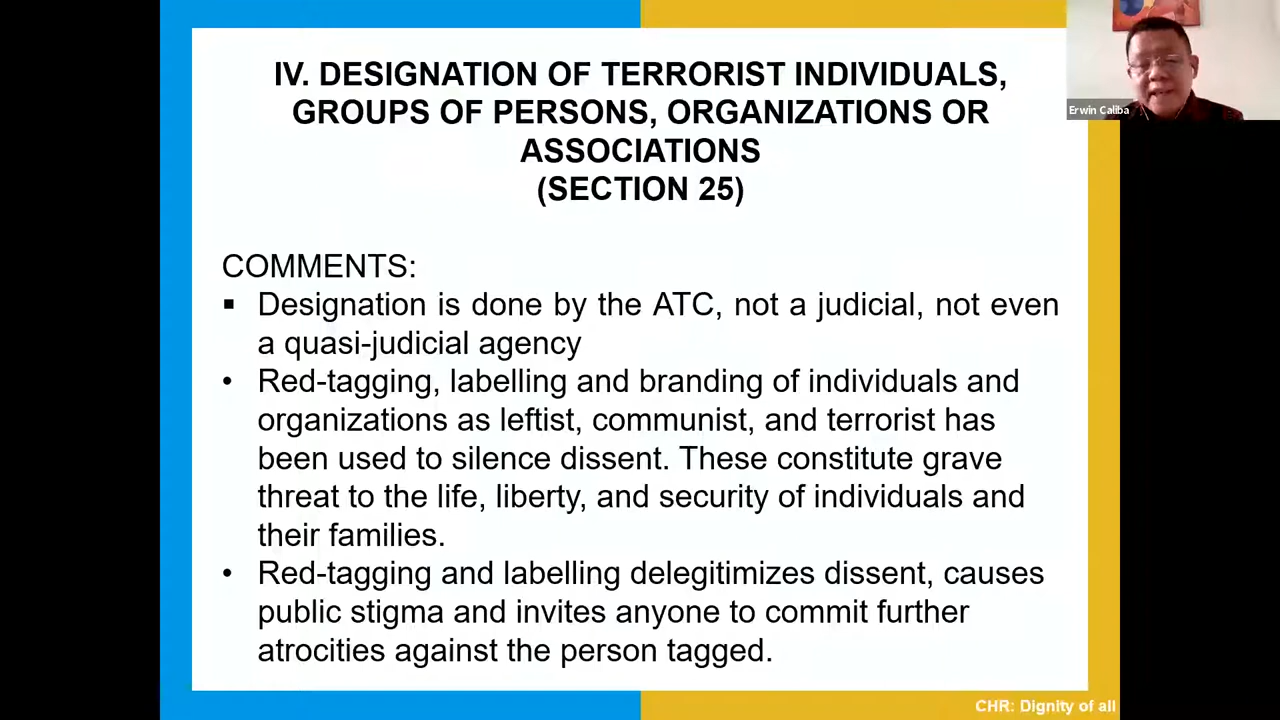 IV. DESIGNATION OF TERRORIST INDIVIDUALS,
GROUPS OF PERSONS, ORGANIZATIONS OR
ASSOCIATIONS
(SECTION 25)
Erwin Caliba
COMMENTS:
▪ Designation is done by the ATC, not a judicial, not even
a quasi-judicial agency
• Red-tagging, labelling and branding of individuals and
organizations as leftist, communist, and terrorist has
been used to silence dissent. These constitute grave
threat to the life, liberty, and security of individuals and
their families.
• Red-tagging and labelling delegitimizes dissent, causes
public stigma and invites anyone to commit further
atrocities against the person tagged.
CHR: Dignity of all